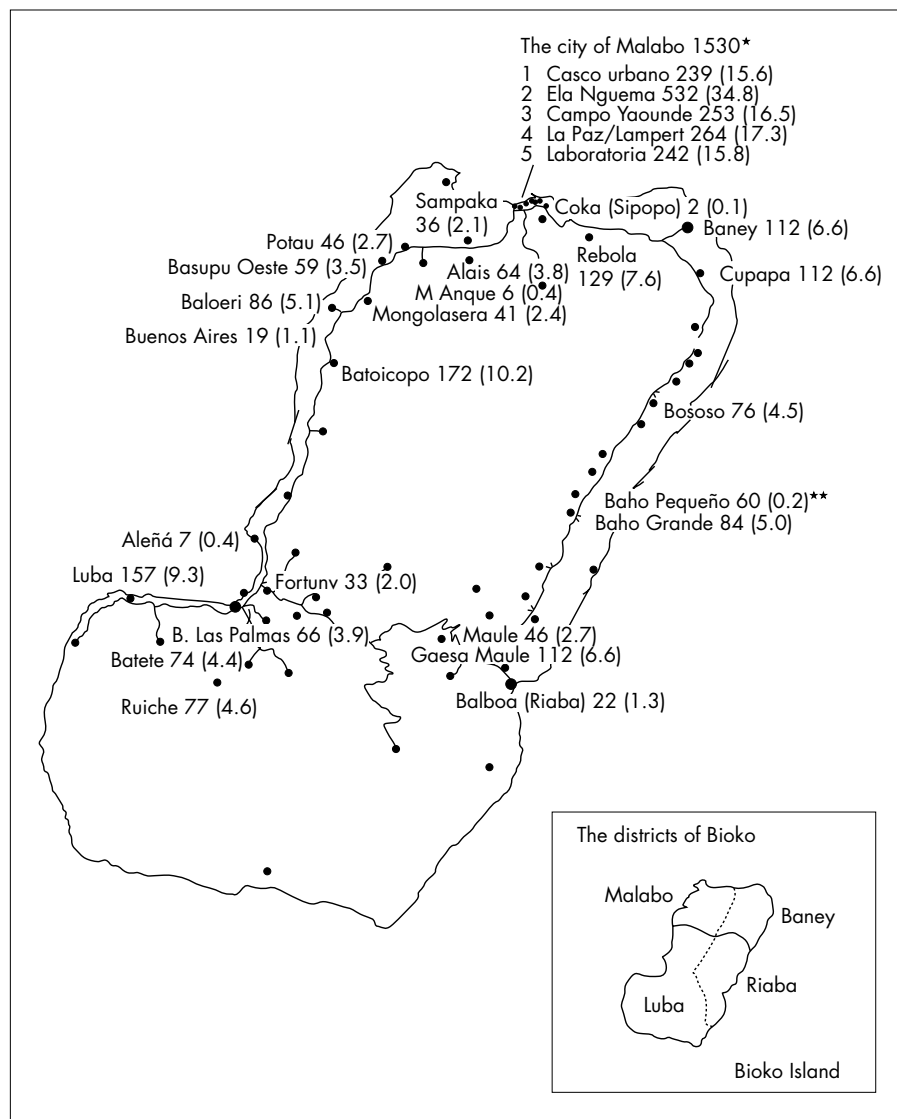 The city of Malabo 1530★
1 Casco urbano 239 (15.6)
2 Ela Nguema 532 (34.8)
3 Campo Yaounde 253 (16.5)
4 La Paz/Lampert 264 (17.3)
5 Laboratoria 242 (15.8)
Sampaka
36 (2.1)
Coka (Sipopo) 2 (0.1)
Baney 112 (6.6)
Potau 46 (2.7)
Rebola
129 (7.6)
Basupu Oeste 59 (3.5)
Alais 64 (3.8)
Cupapa 112 (6.6)
M Anque 6 (0.4)
Baloeri 86 (5.1)
Mongolasera 41 (2.4)
Buenos Aires 19 (1.1)
Batoicopo 172 (10.2)
Bososo 76 (4.5)
Baho Pequeño 60 (0.2)★★
Baho Grande 84 (5.0)
Aleñá 7 (0.4)
Luba 157 (9.3)
Fortunv 33 (2.0)
B. Las Palmas 66 (3.9)
Maule 46 (2.7)
Batete 74 (4.4)
Gaesa Maule 112 (6.6)
Ruiche 77 (4.6)
Balboa (Riaba) 22 (1.3)
The districts of Bioko
Malabo
Baney
Riaba
Luba
Bioko Island